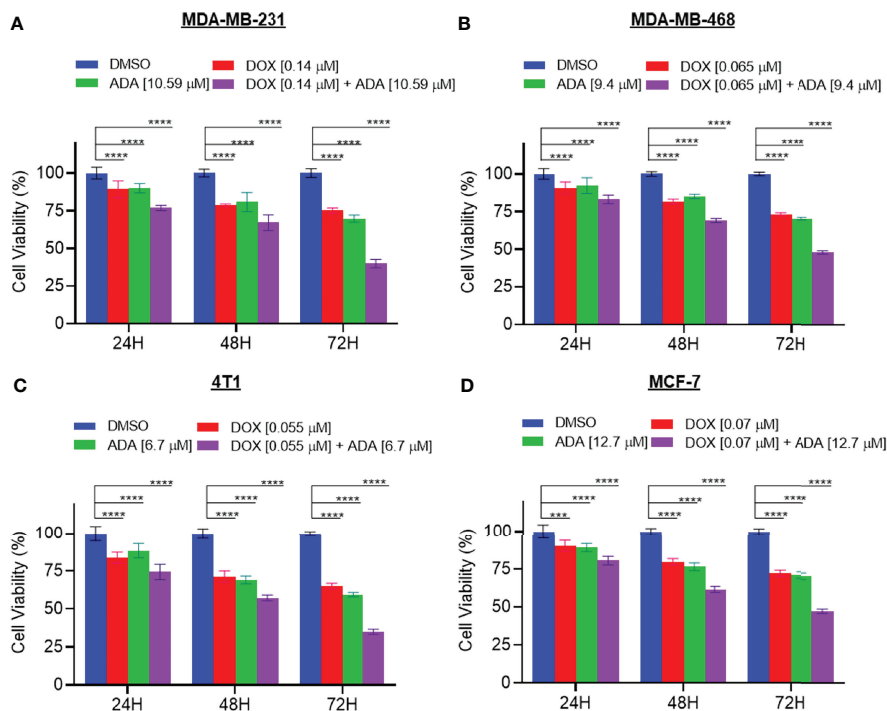 A
MDA-MB-231
DMSO
DOX [0.14 µM]
ADA [10.59 µM]
DOX [0.14 µM] + ADA [10.59 µM]
**** **** ****
**** **** ****
**** **** ****
Cell Viability (%)
100
75
50
25
0
24H 48H 72H
B
MDA-MB-468
DMSO
DOX [0.065 µM]
ADA [9.4 µM]
DOX [0.065 µM] + ADA [9.4 µM]
**** **** ****
**** **** ****
**** **** ****
Cell Viability (%)
100
75
50
25
0
24H 48H 72H
C
4T1
DMSO
DOX [0.055 µM]
ADA [6.7 µM]
DOX [0.055 µM] + ADA [6.7 µM]
**** **** ****
**** **** ****
**** **** ****
Cell Viability (%)
100
75
50
25
0
24H 48H 72H
D
MCF-7
DMSO
DOX [0.07 µM]
ADA [12.7 µM]
DOX [0.07 µM] + ADA [12.7 µM]
**** **** ****
**** **** ****
*** **** ****
Cell Viability (%)
100
75
50
25
0
24H 48H 72H